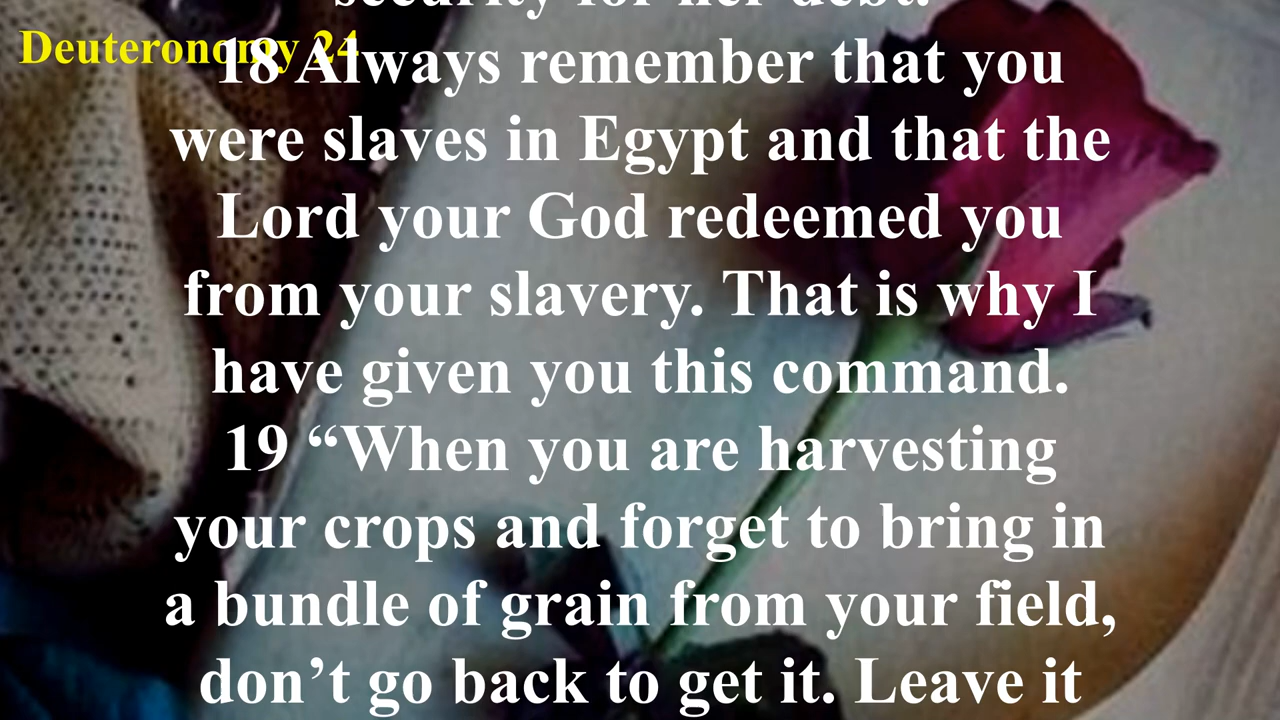 security for her debt.
Deuteronomy 24
18 Always remember that you
were slaves in Egypt and that the
Lord your God redeemed you
from your slavery. That is why I
have given you this command.
19 “When you are harvesting
your crops and forget to bring in
a bundle of grain from your field,
don’t go back to get it. Leave it